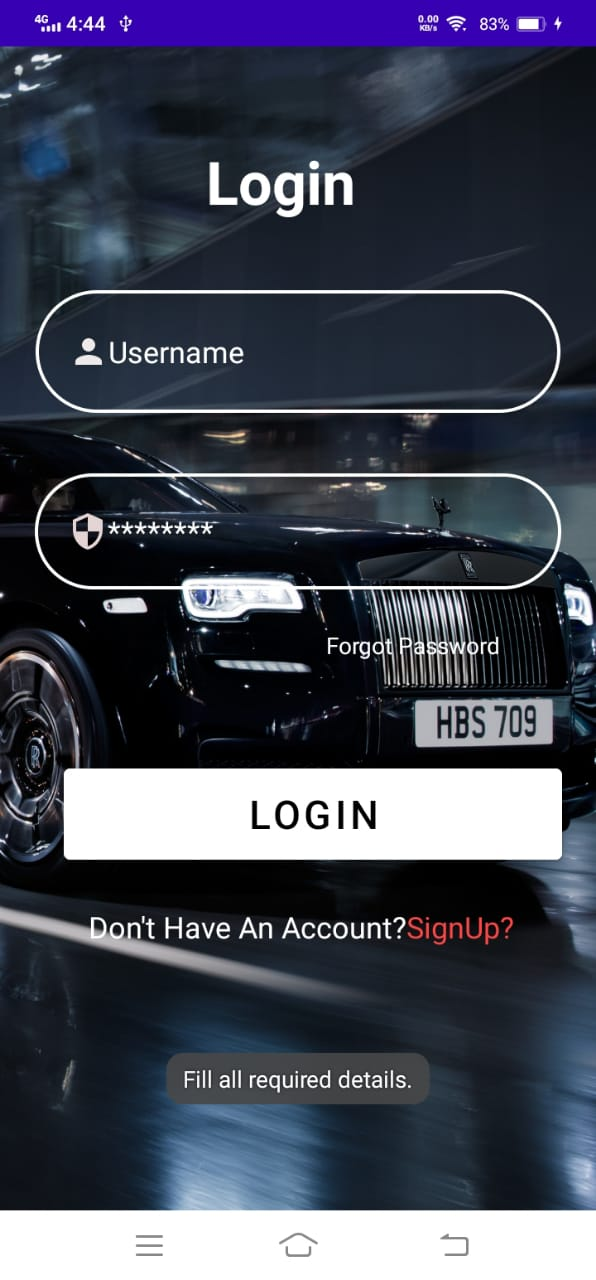 4G 4:44 0.00 KB/s 83%
Login
Username
********
Forgot Password
HBS 709
LOGIN
Don't Have An Account?SignUp?
Fill all required details.